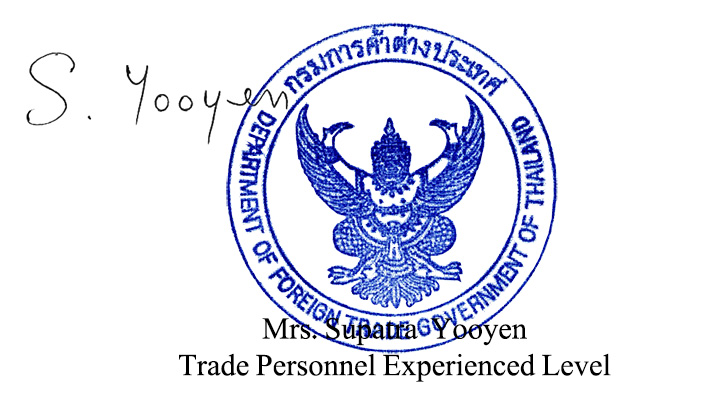 S. Yooyen
กรมการค้าต่างประเทศ
DEPARTMENT OF FOREIGN TRADE GOVERNMENT OF THAILAND
Mrs. Supatra Yooyen
Trade Personnel Experienced Level